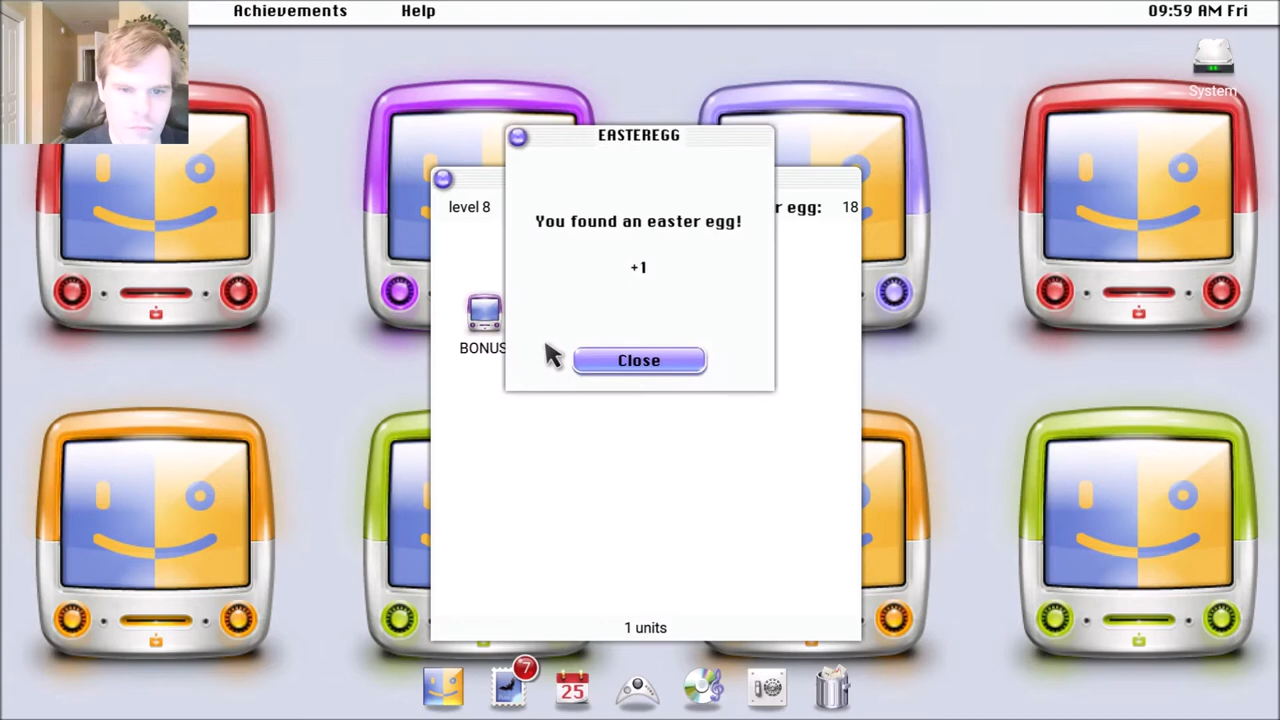 Achievements Help 09:59 AM Fri
System
EASTEREGG
level 8 r egg: 18
You found an easter egg!
+1
BONUS
Close
1 units
7
25